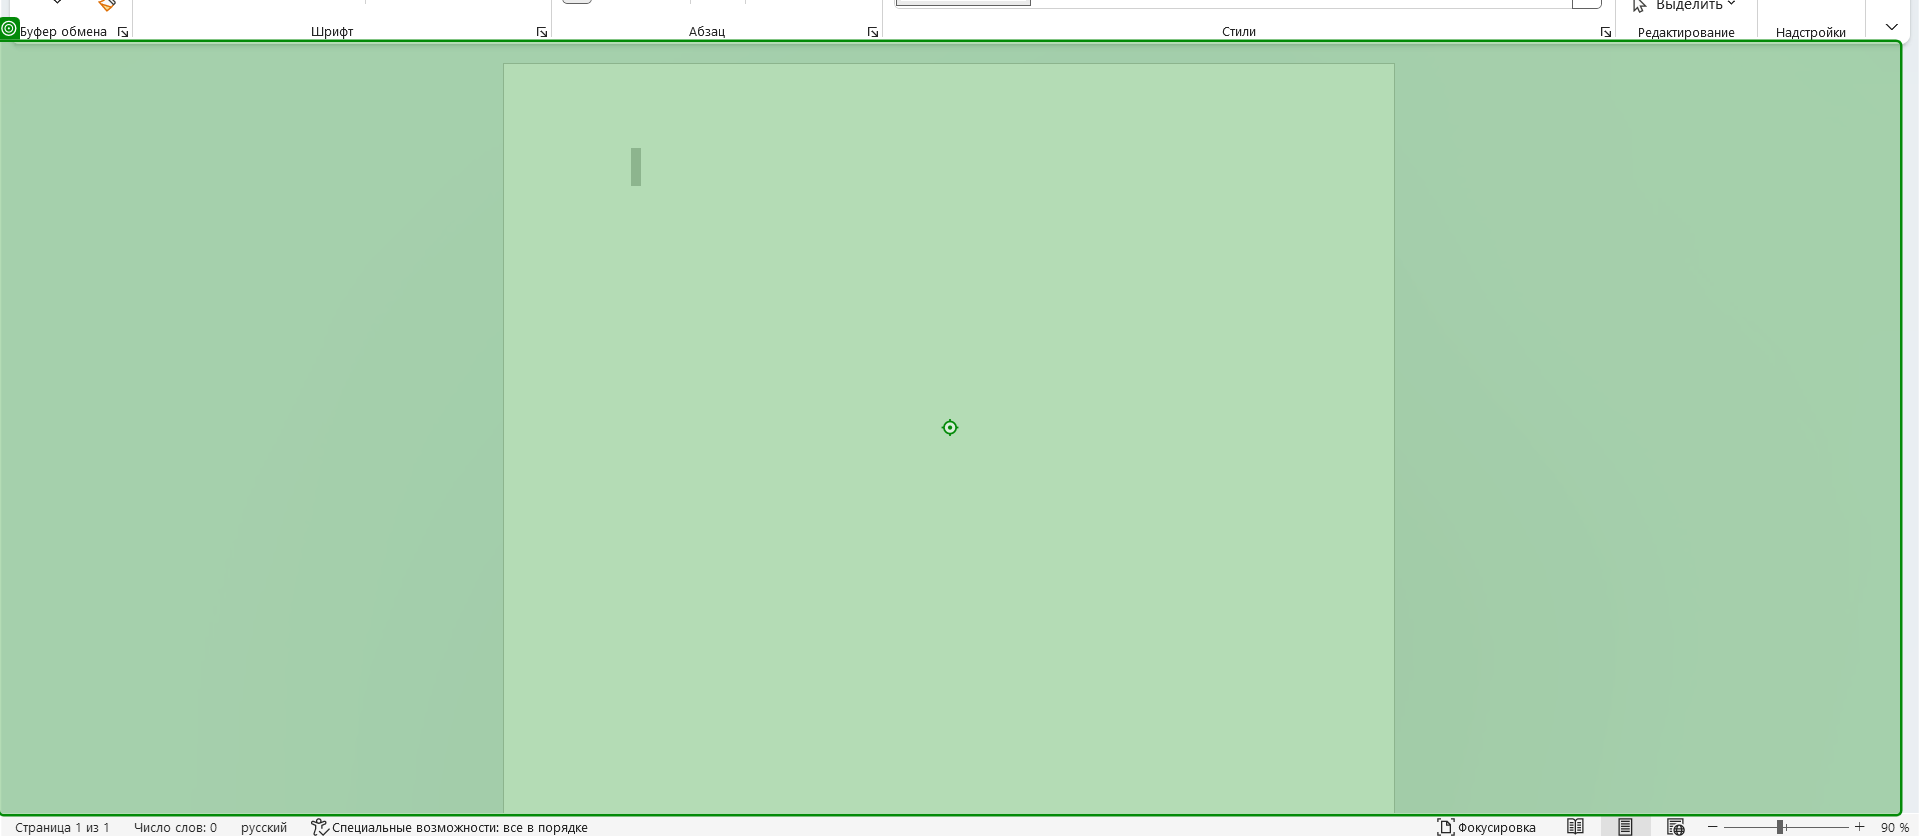 Выделить
Буфер обмена
Шрифт
Абзац
Стили
Редактирование
Надстройки
Страница 1 из 1
Число слов: 0
русский
Специальные возможности: все в порядке
Фокусировка
90 %